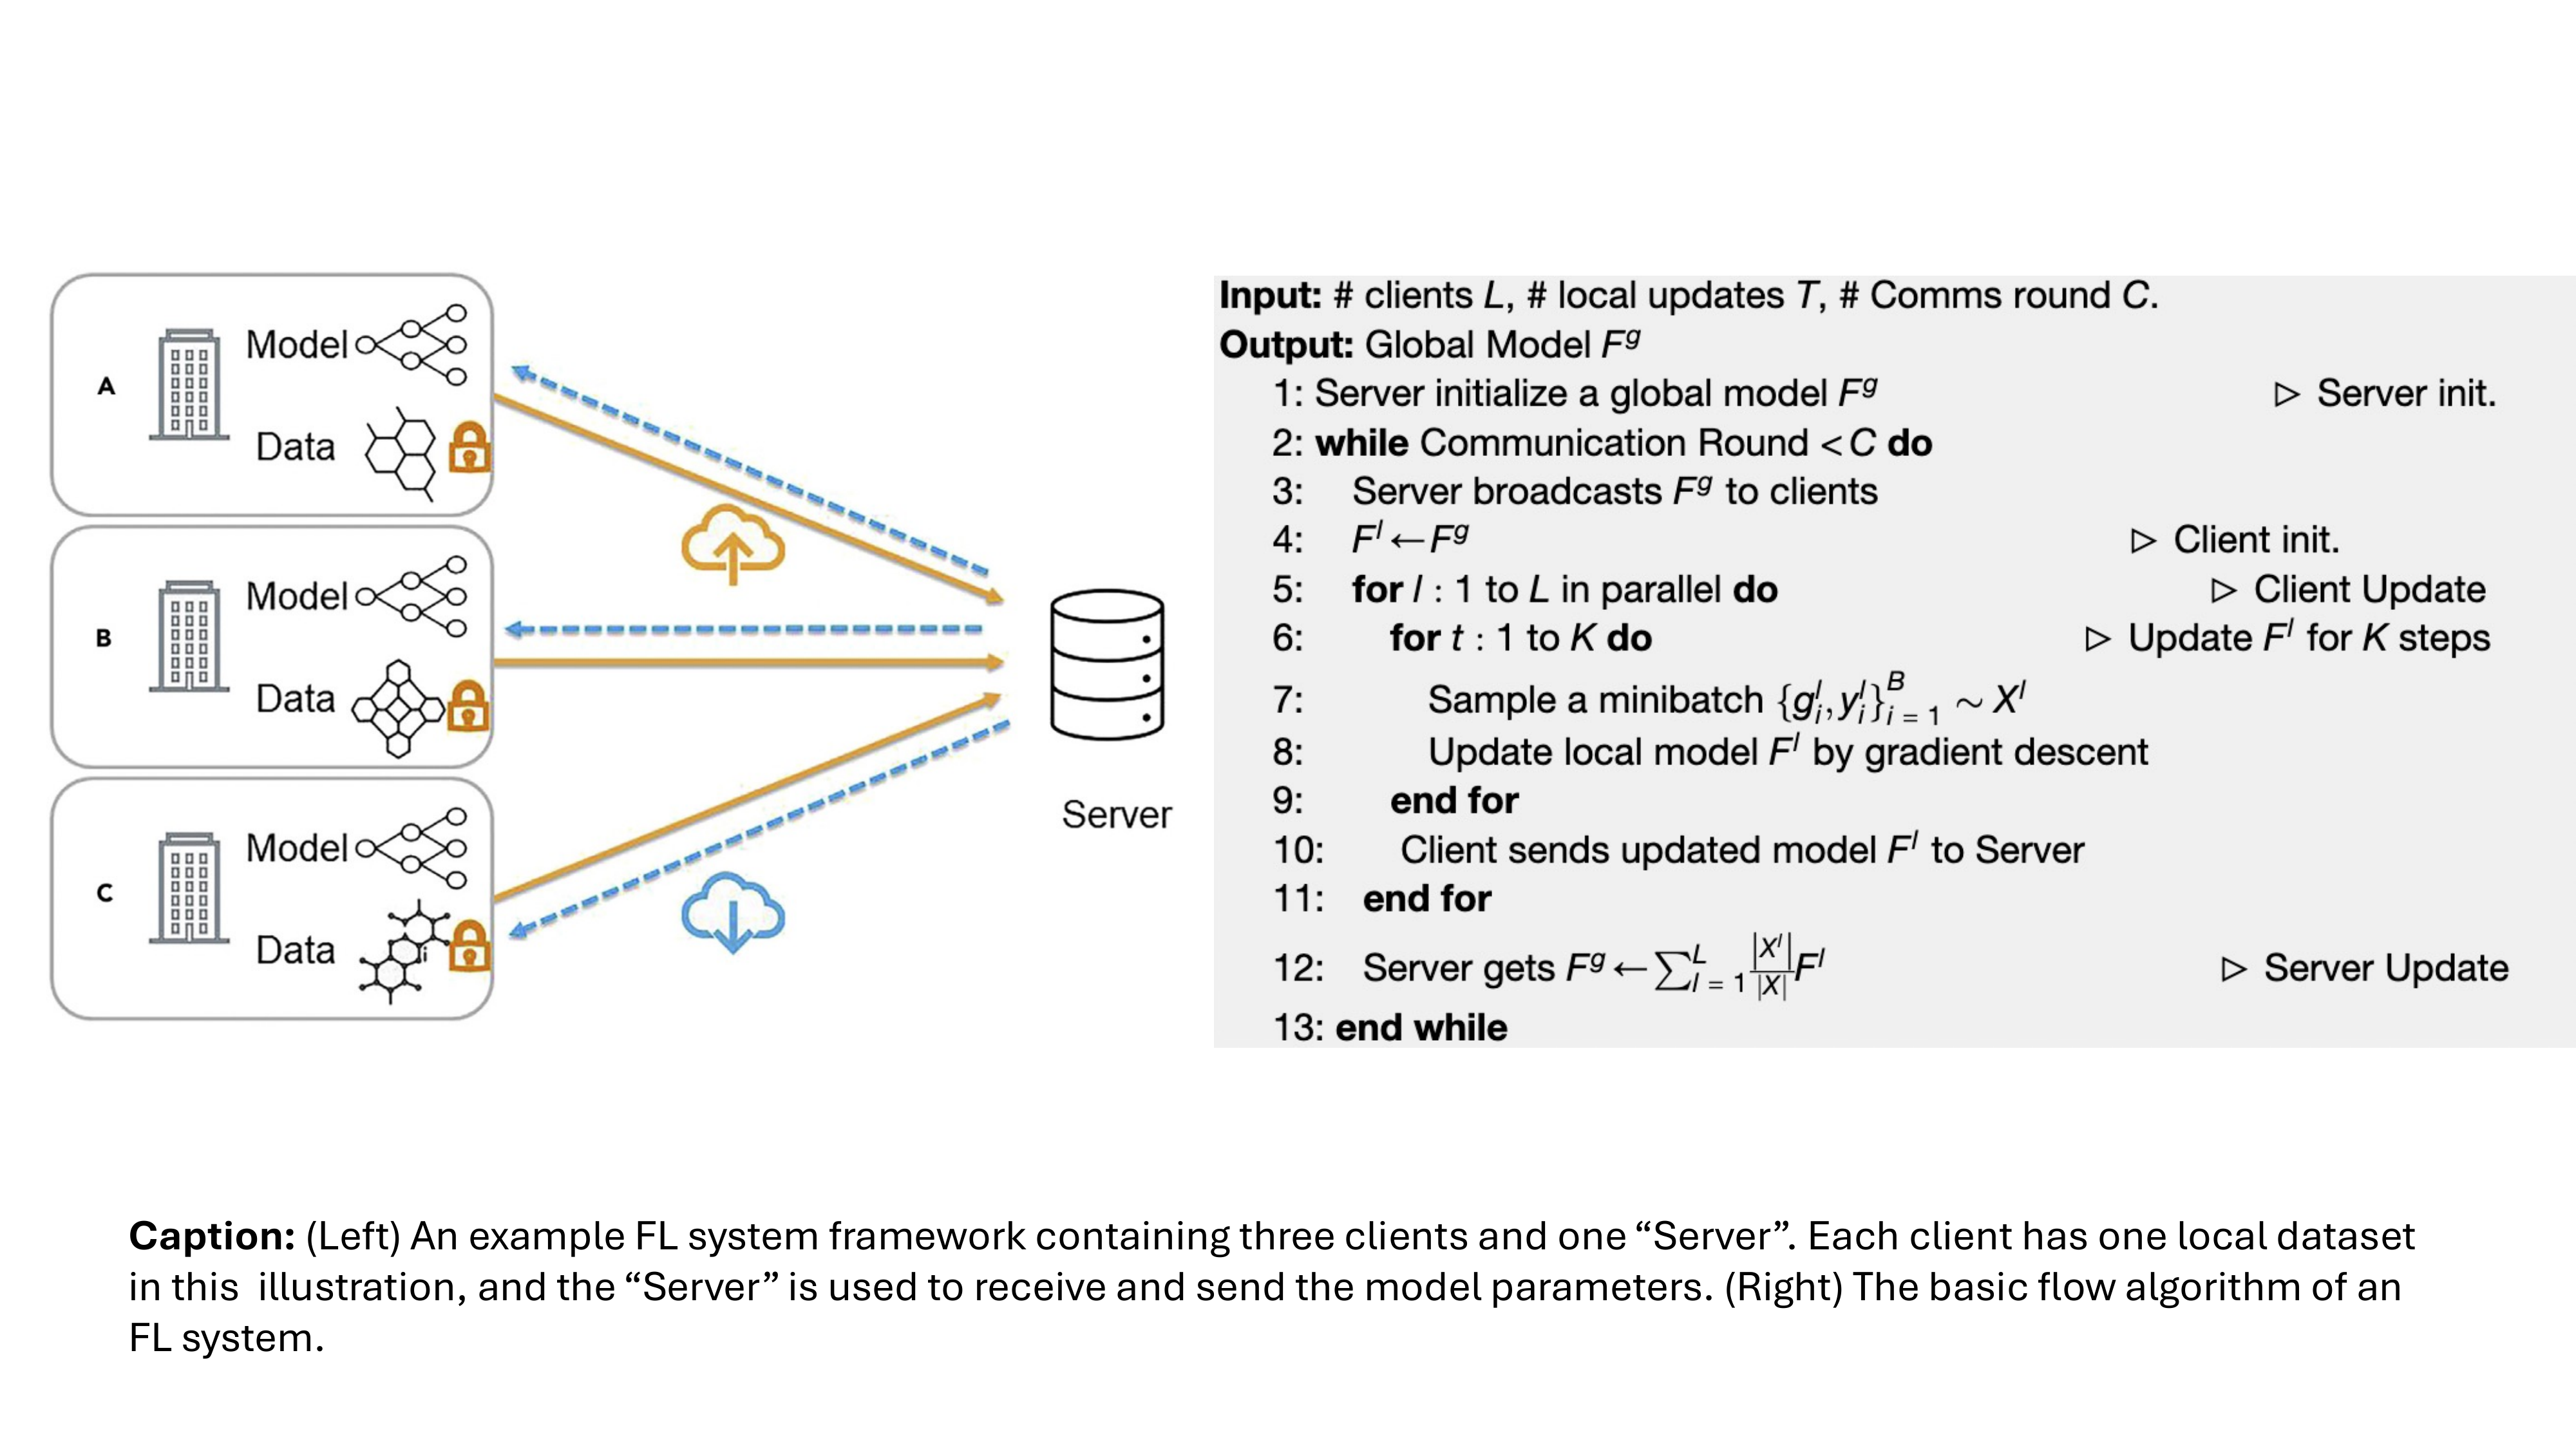 A
Model
Data
B
Model
Data
C
Model
Data
i
Server
Input: # clients L, # local updates T, # Comms round C.
Output: Global Model F^g
1: Server initialize a global model F^g ▷ Server init.
2: while Communication Round < C do
3: Server broadcasts F^g to clients
4: F^l ← F^g ▷ Client init.
5: for l : 1 to L in parallel do ▷ Client Update
6: for t : 1 to K do ▷ Update F^l for K steps
7: Sample a minibatch {g_i^l, y_i^l}_{i = 1}^B ~ X^l
8: Update local model F^l by gradient descent
9: end for
10: Client sends updated model F^l to Server
11: end for
12: Server gets F^g ← ∑_{l = 1}^L |X^l|/|X| F^l ▷ Server Update
13: end while
Caption: (Left) An example FL system framework containing three clients and one “Server”. Each client has one local dataset
in this illustration, and the “Server” is used to receive and send the model parameters. (Right) The basic flow algorithm of an
FL system.